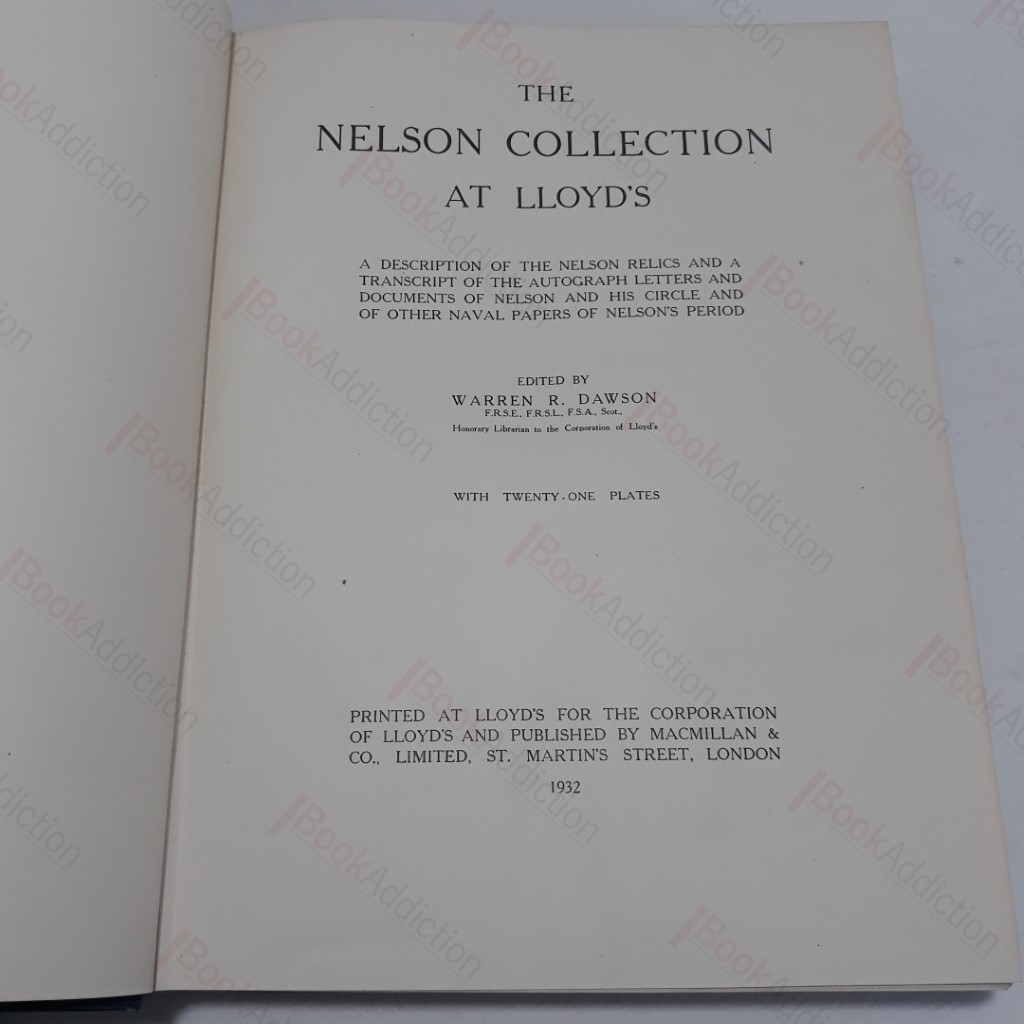 THE
NELSON COLLECTION
AT LLOYD'S
A DESCRIPTION OF THE NELSON RELICS AND A
TRANSCRIPT OF THE AUTOGRAPH LETTERS AND
DOCUMENTS OF NELSON AND HIS CIRCLE AND
OF OTHER NAVAL PAPERS OF NELSON'S PERIOD
EDITED BY
WARREN R. DAWSON
F.R.S.E., F.R.S.L., F.S.A., Scot.,
Honorary Librarian to the Corporation of Lloyd's
WITH TWENTY-ONE PLATES
PRINTED AT LLOYD'S FOR THE CORPORATION
OF LLOYD'S AND PUBLISHED BY MACMILLAN &
CO., LIMITED, ST. MARTIN'S STREET, LONDON
1932
BookAddiction